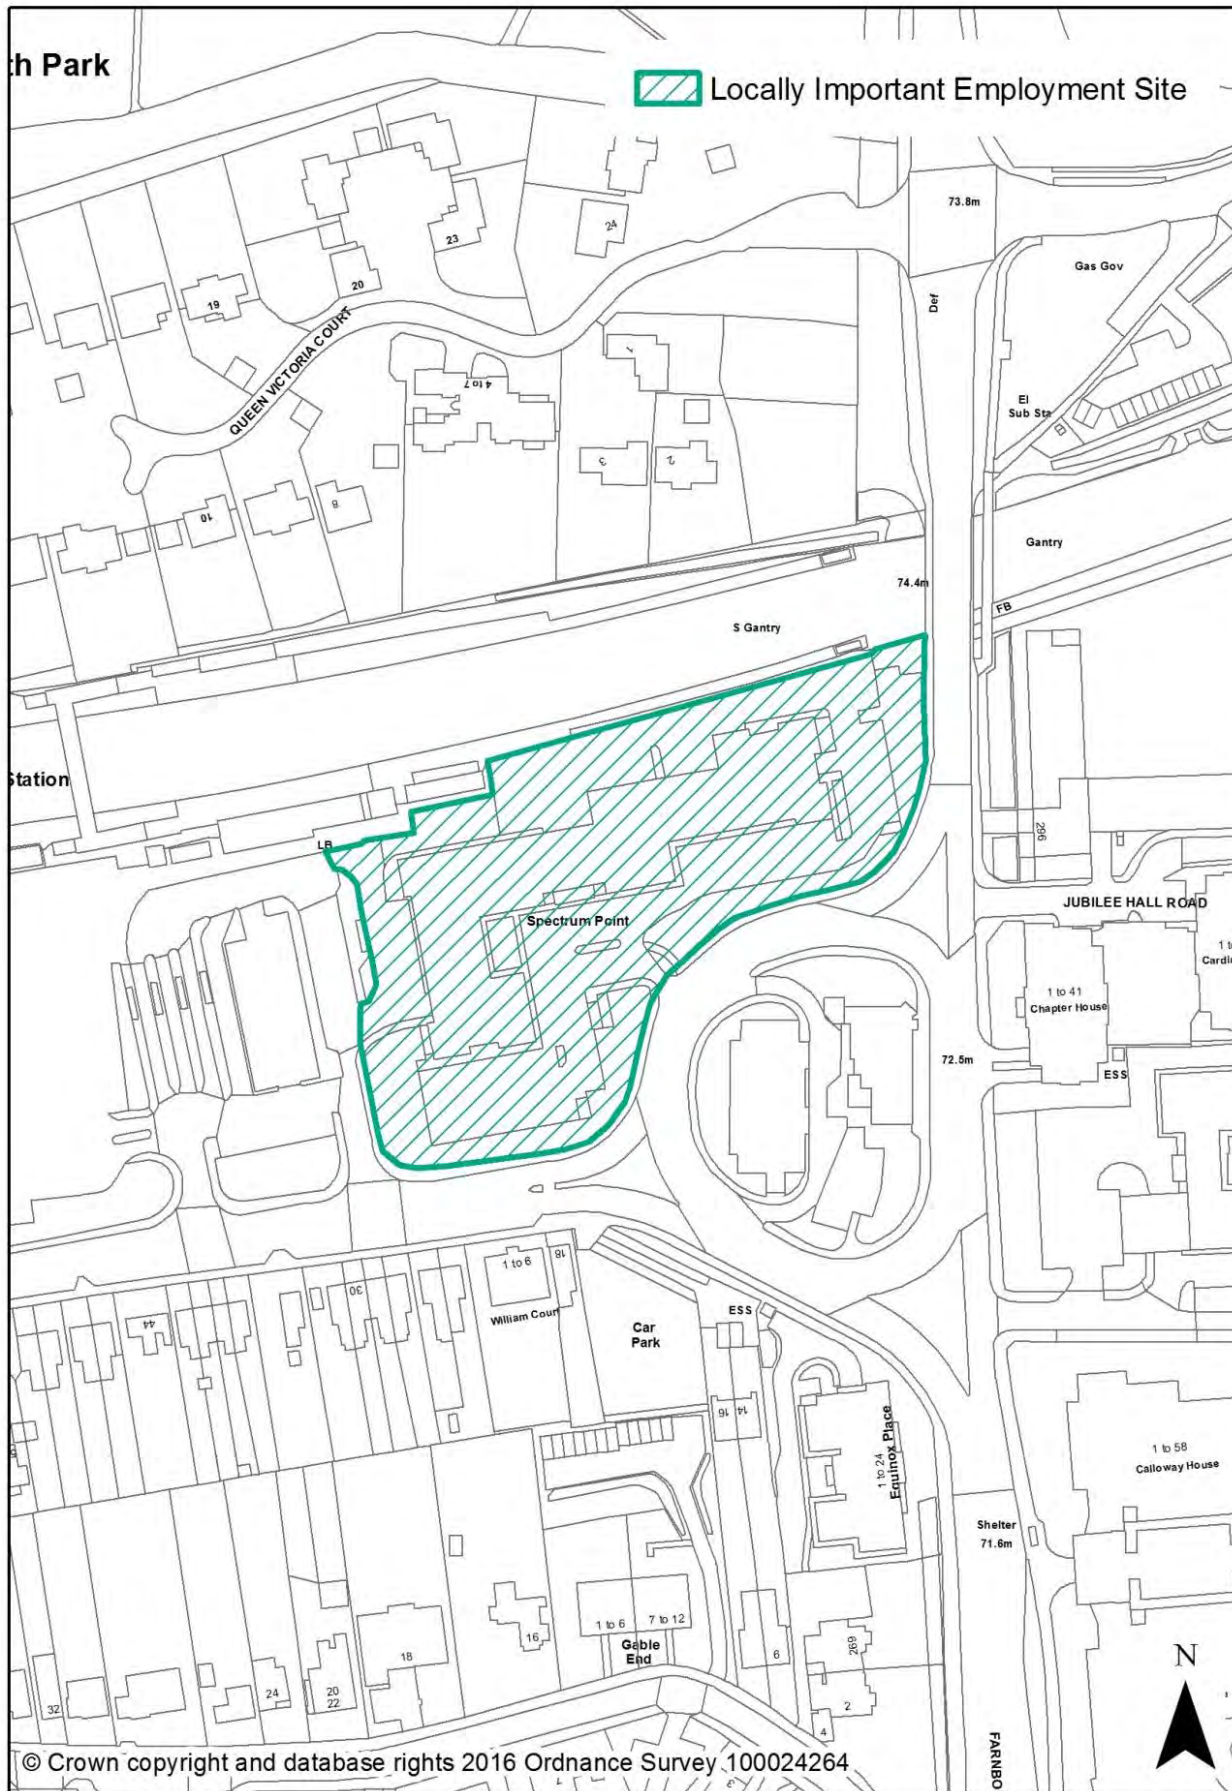 th Park
Locally Important Employment Site
73.8m
24
23
Gas Gov
20
19
Def
QUEEN VICTORIA COURT
1
4 to 7
El
Sub Sta
3
2
8
10
Gantry
74.4m
FB
S Gantry
Station
LB
296
JUBILEE HALL ROAD
Spectrum Point
1 to 41
Chapter House
72.5m
ESS
1 to 6
18
30
William Court
ESS
44
Car
Park
16
14
1 to 24
Equinox Place
1 to 58
Calloway House
Shelter
71.6m
1 to 6
7 to 12
16
Gable
End
269
6
18
24
20
22
32
2
4
N
FARNBO
© Crown copyright and database rights 2016 Ordnance Survey 100024264